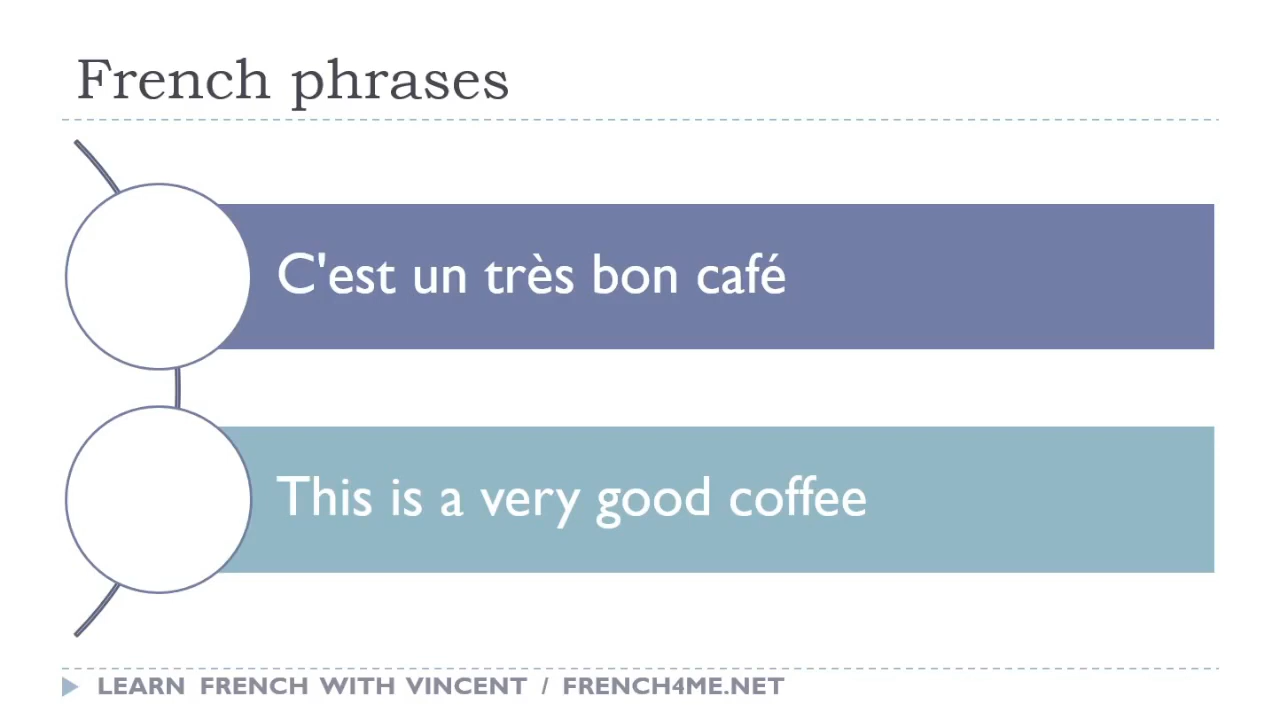 French phrases
C'est un très bon café
This is a very good coffee
LEARN FRENCH WITH VINCENT / FRENCH4ME.NET